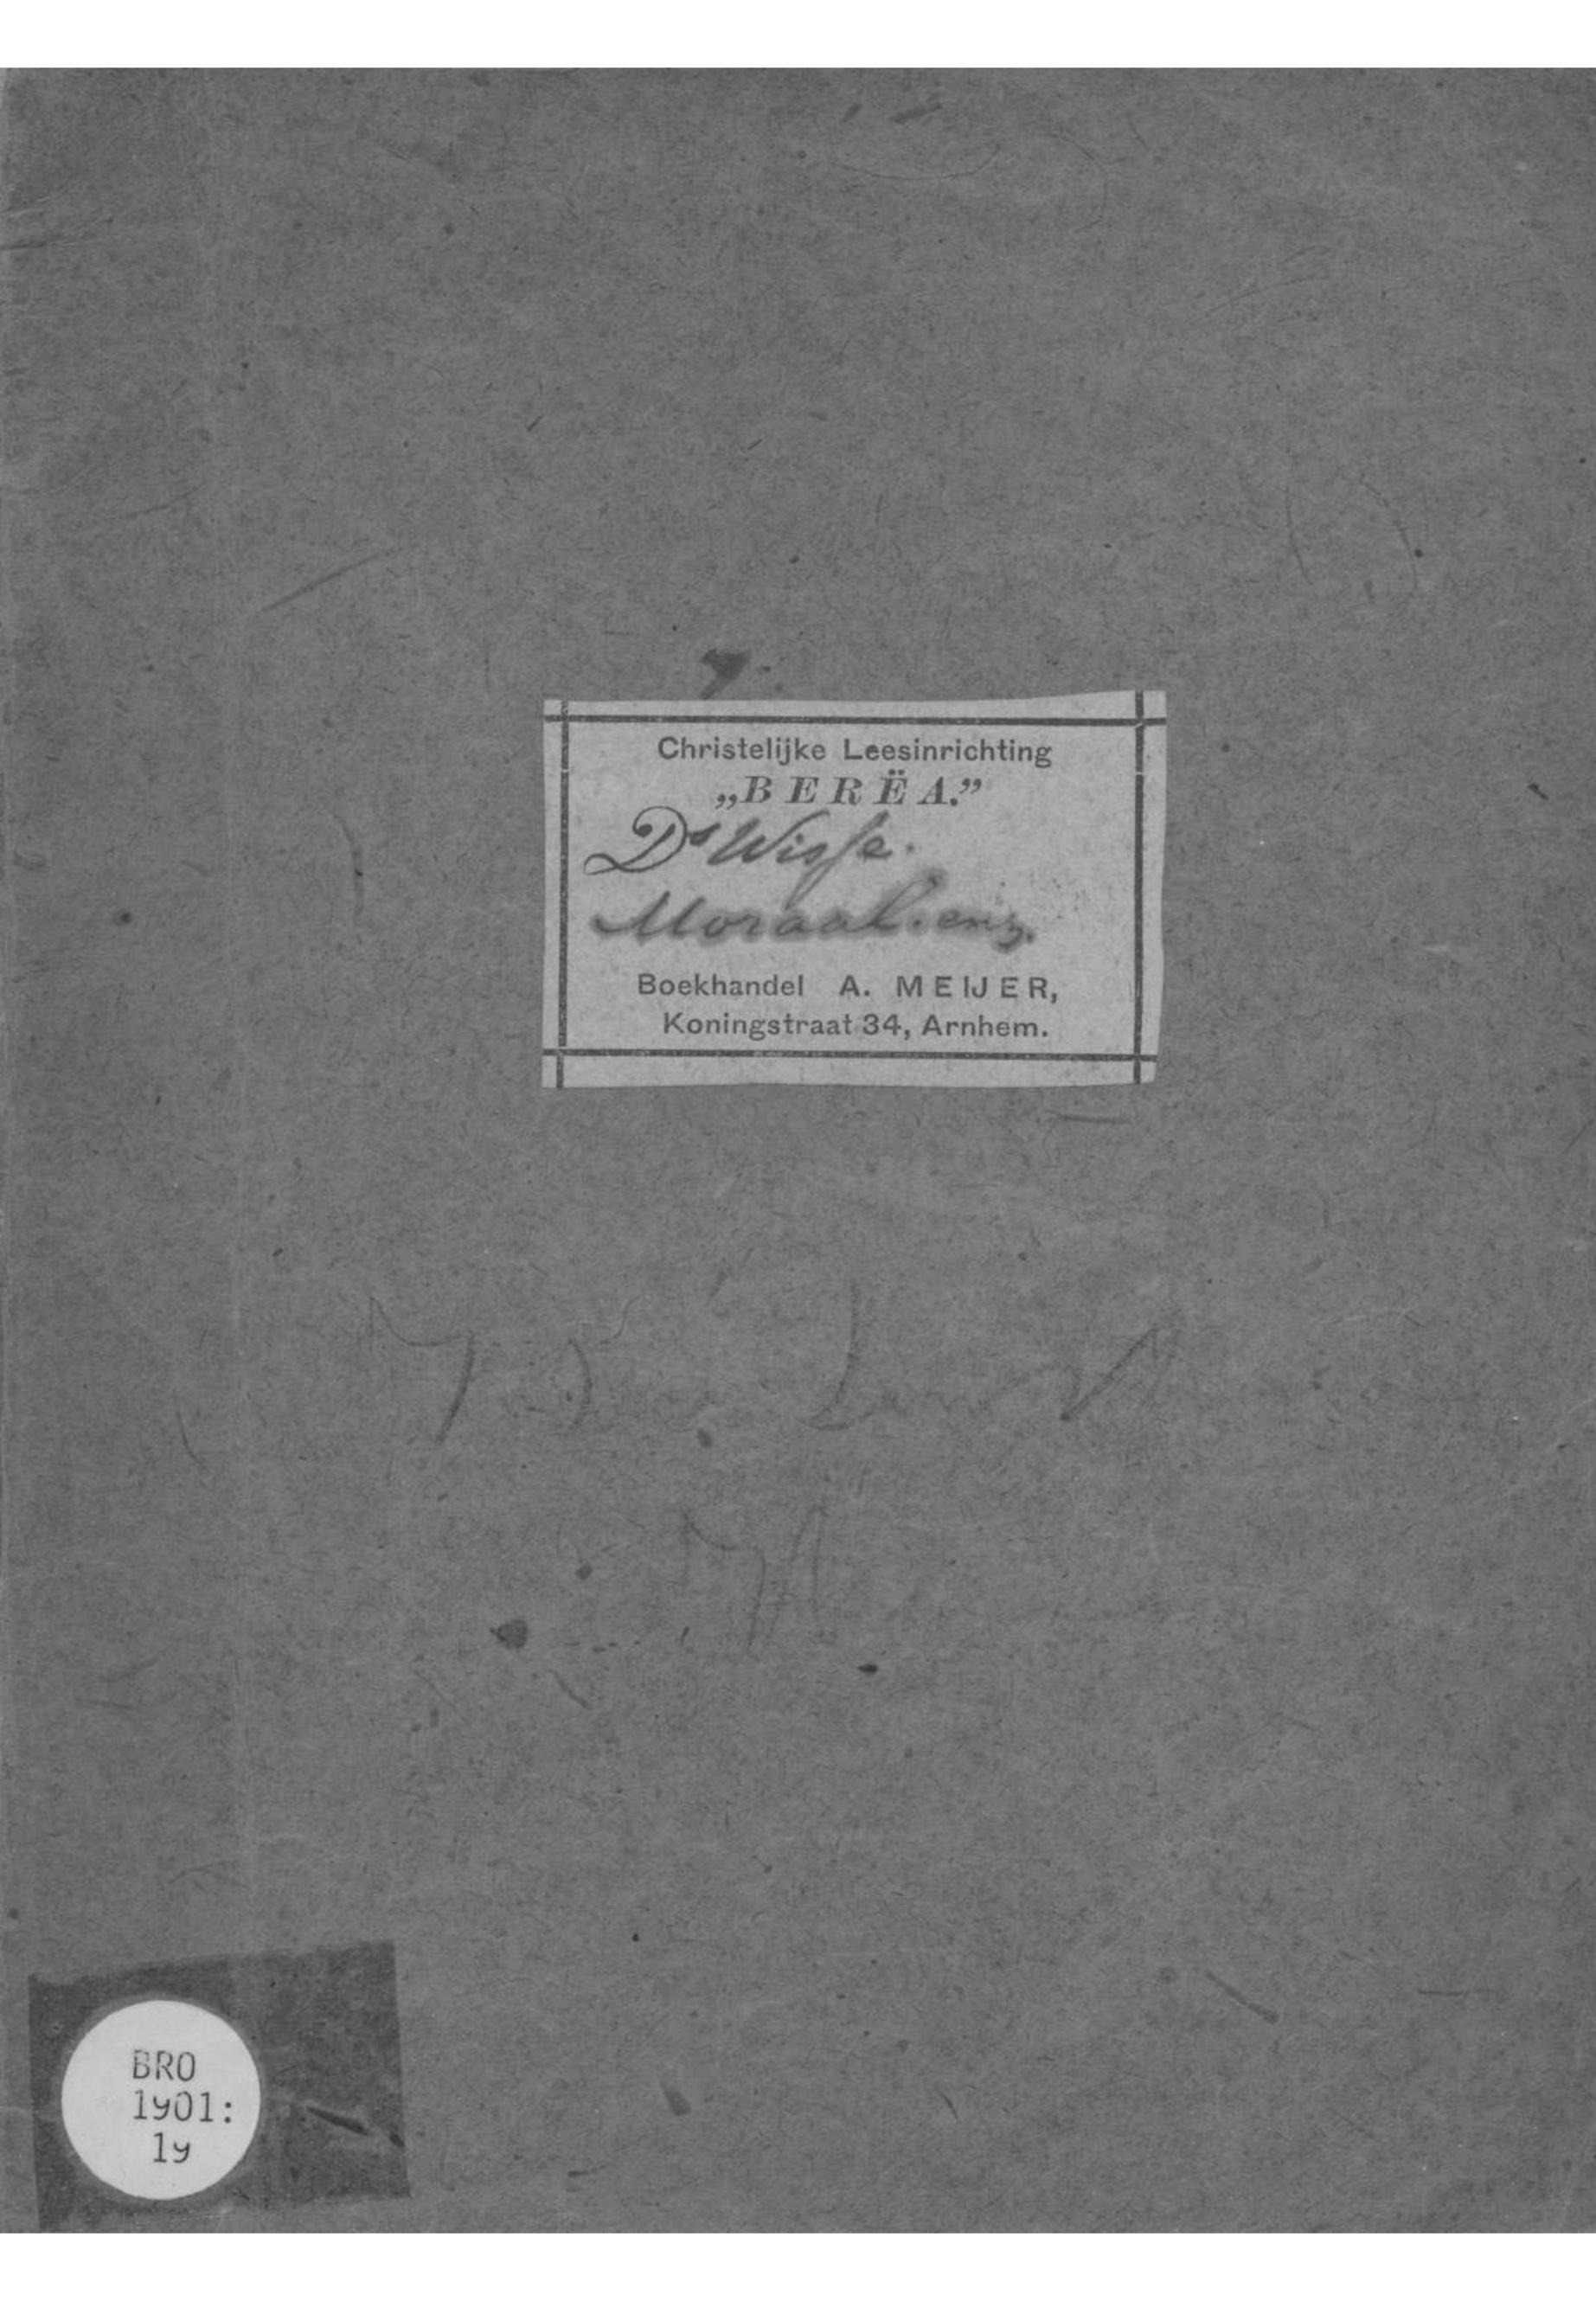 Christelijke Leesinrichting
„BERËA.”
Ds Wisse.
Moraal. enz.
Boekhandel A. MEIJER,
Koningstraat 34, Arnhem.
BRO
1901:
19